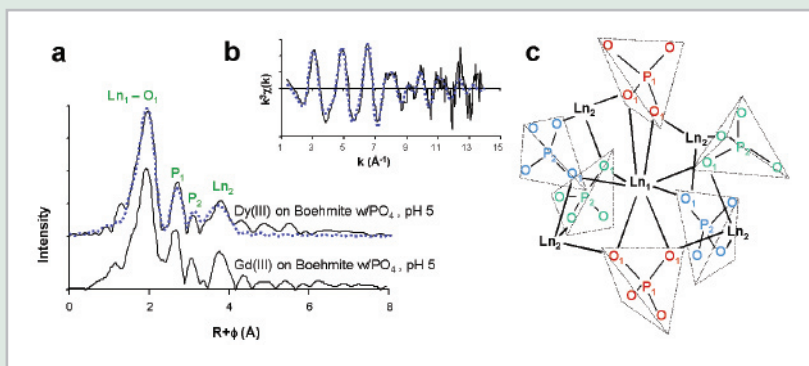 a
Ln₁ – O₁
P₁
P₂
Ln₂
Dy(III) on Boehmite w/PO₄ , pH 5
Gd(III) on Boehmite w/PO₄ , pH 5
Intensity
0 2 4 6 8
R+ϕ (Å)
b
k³χ(k)
1 3 5 7 9 11 13 15
k (Å⁻¹)
c
O O
P₁
O₁ O₁
Ln₂ Ln₂
O O O
P₂ P₂
O O₁ O₁ O
Ln₁
O P₂ O₁
O O P₂ O
Ln₂ Ln₂
O O
O₁ O₁
P₁
O O